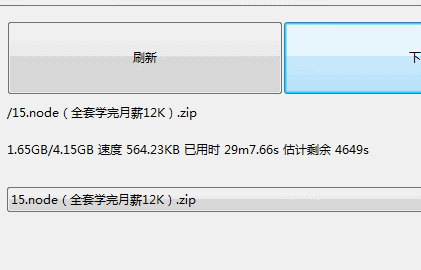 刷新
下
/15.node（全套学完月薪12K）.zip
1.65GB/4.15GB 速度 564.23KB 已用时 29m7.66s 估计剩余 4649s
15.node（全套学完月薪12K）.zip